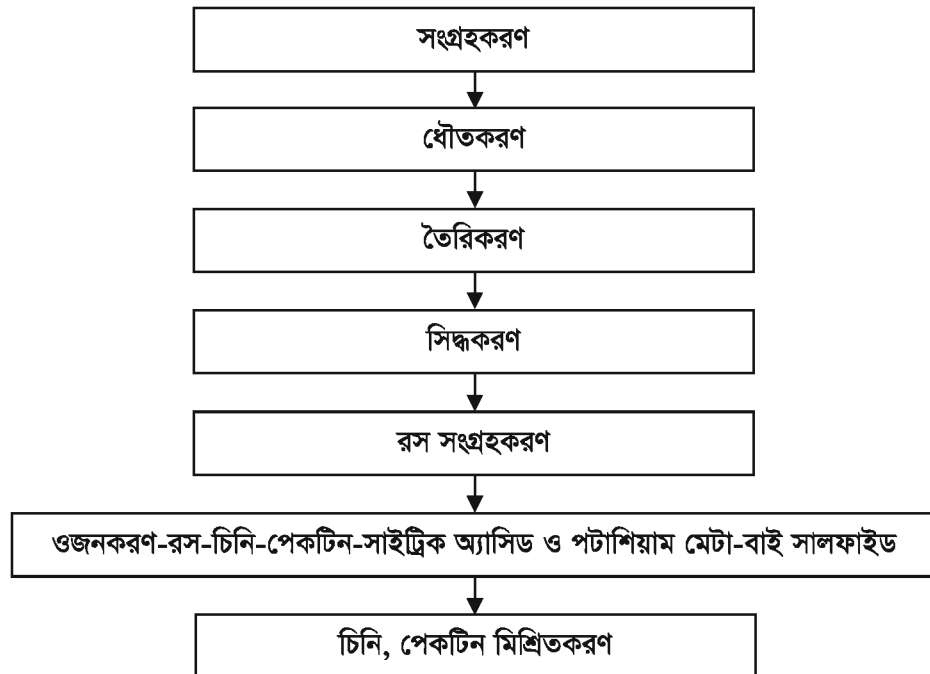 সংগ্রহকরণ
ধৌতকরণ
তৈরিকরণ
সিদ্ধকরণ
রস সংগ্রহকরণ
ওজনকরণ-রস-চিনি-পেকটিন-সাইট্রিক অ্যাসিড ও পটাশিয়াম মেটা-বাই সালফাইড
চিনি, পেকটিন মিশ্রিতকরণ